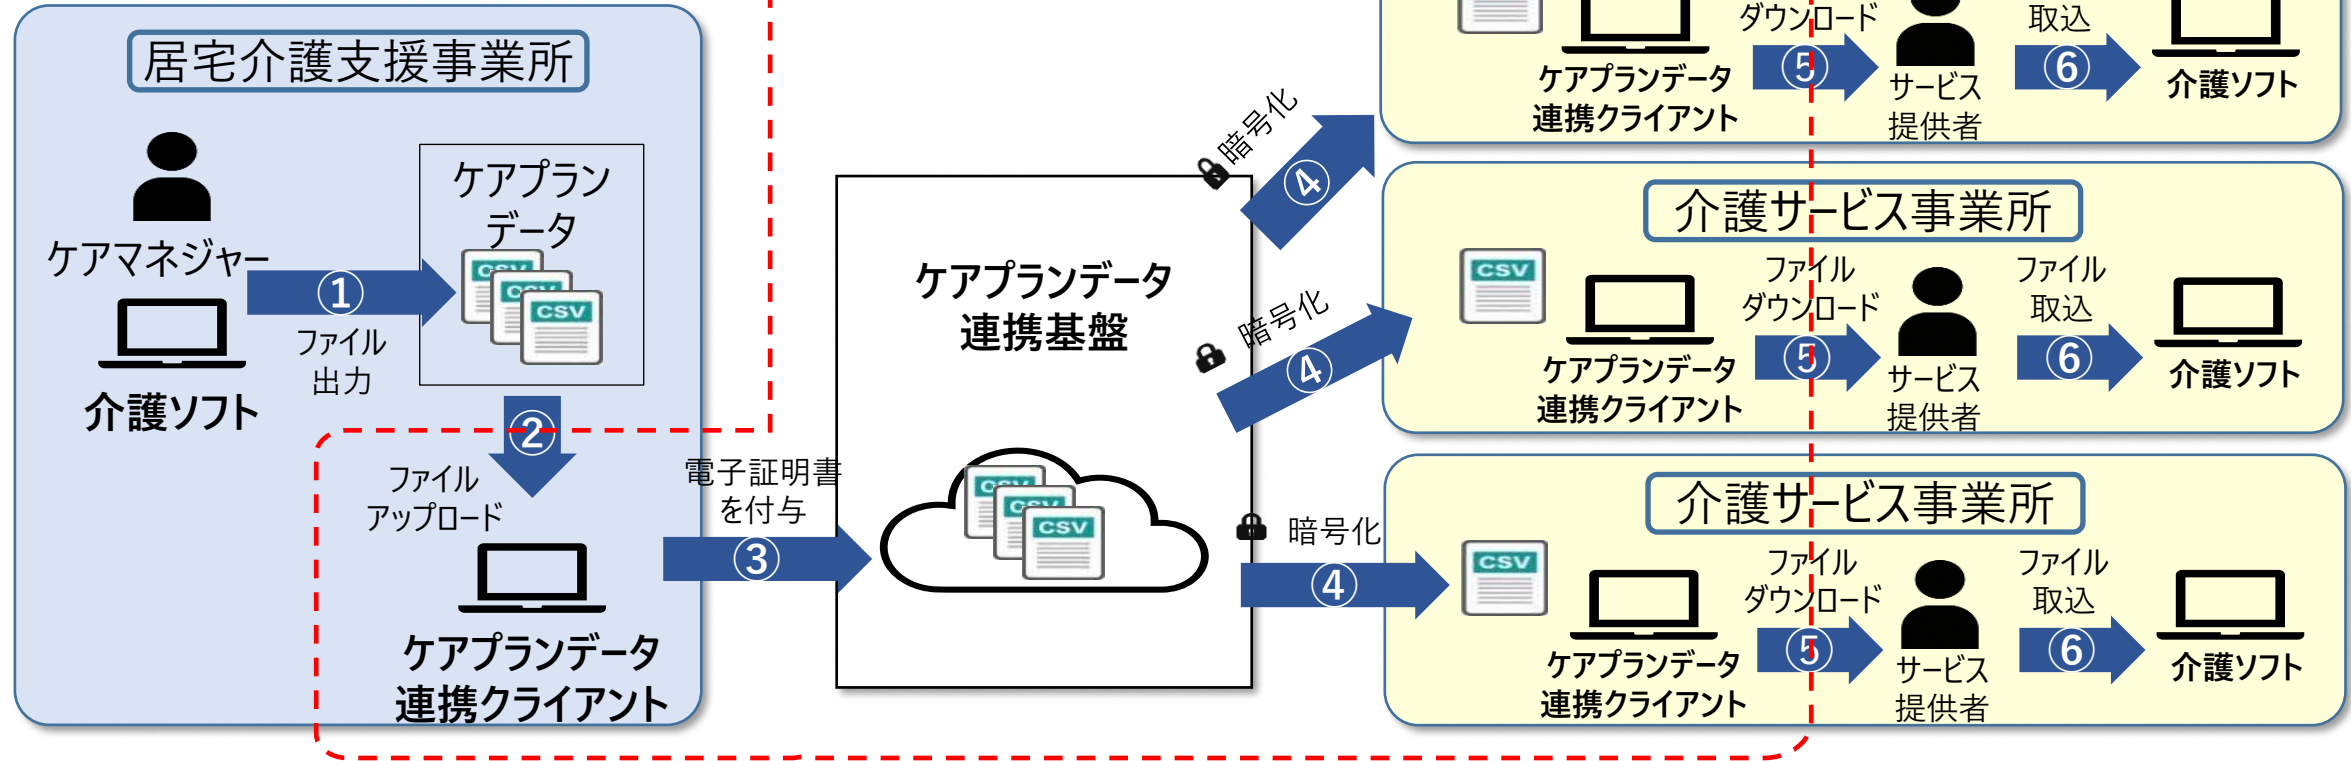 居宅介護支援事業所
ケアマネジャー
介護ソフト
①
ファイル
出力
ケアプラン
データ
CSV
CSV
CSV
②
ファイル
アップロード
ケアプランデータ
連携クライアント
電子証明書
を付与
③
ケアプランデータ
連携基盤
CSV
CSV
CSV
暗号化
④
暗号化
④
暗号化
④
ケアプランデータ
連携クライアント
ダウンロード
⑤
サービス
提供者
取込
⑥
介護ソフト
介護サービス事業所
CSV
ケアプランデータ
連携クライアント
ファイル
ダウンロード
⑤
サービス
提供者
ファイル
取込
⑥
介護ソフト
介護サービス事業所
CSV
ケアプランデータ
連携クライアント
ファイル
ダウンロード
⑤
サービス
提供者
ファイル
取込
⑥
介護ソフト